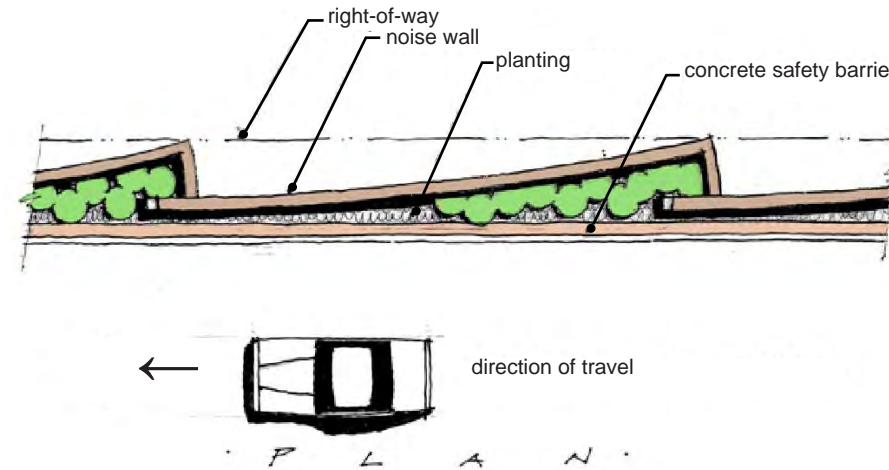 right-of-way
noise wall
planting
concrete safety barrie
direction of travel
· P L A N ·